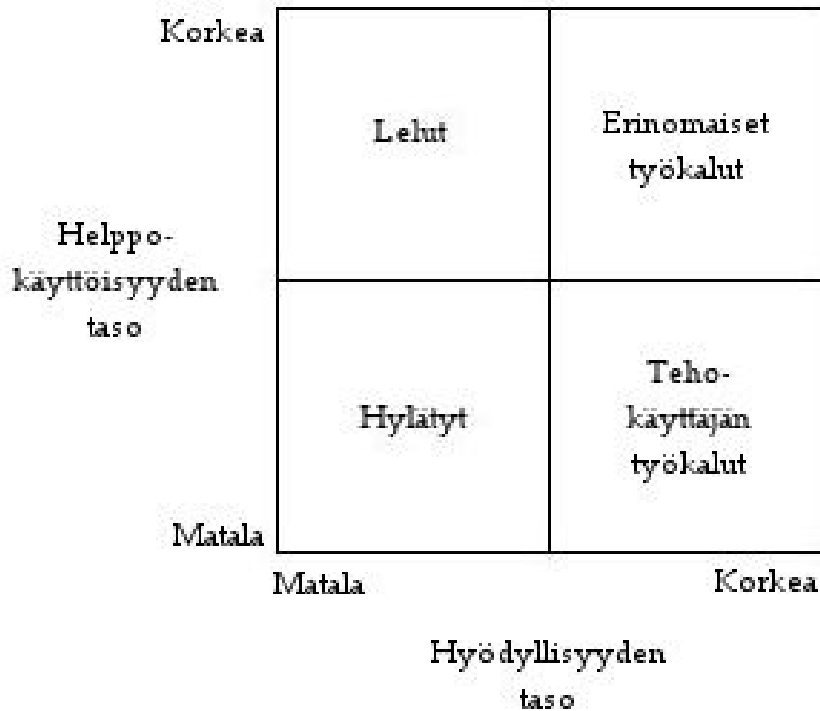 Korkea
Lelut
Erinomaiset
työkalut
Helppo-
käyttöisyyden
taso
Hylätyt
Teho-
käyttäjän
työkalut
Matala
Matala
Korkea
Hyödyllisyyden
taso